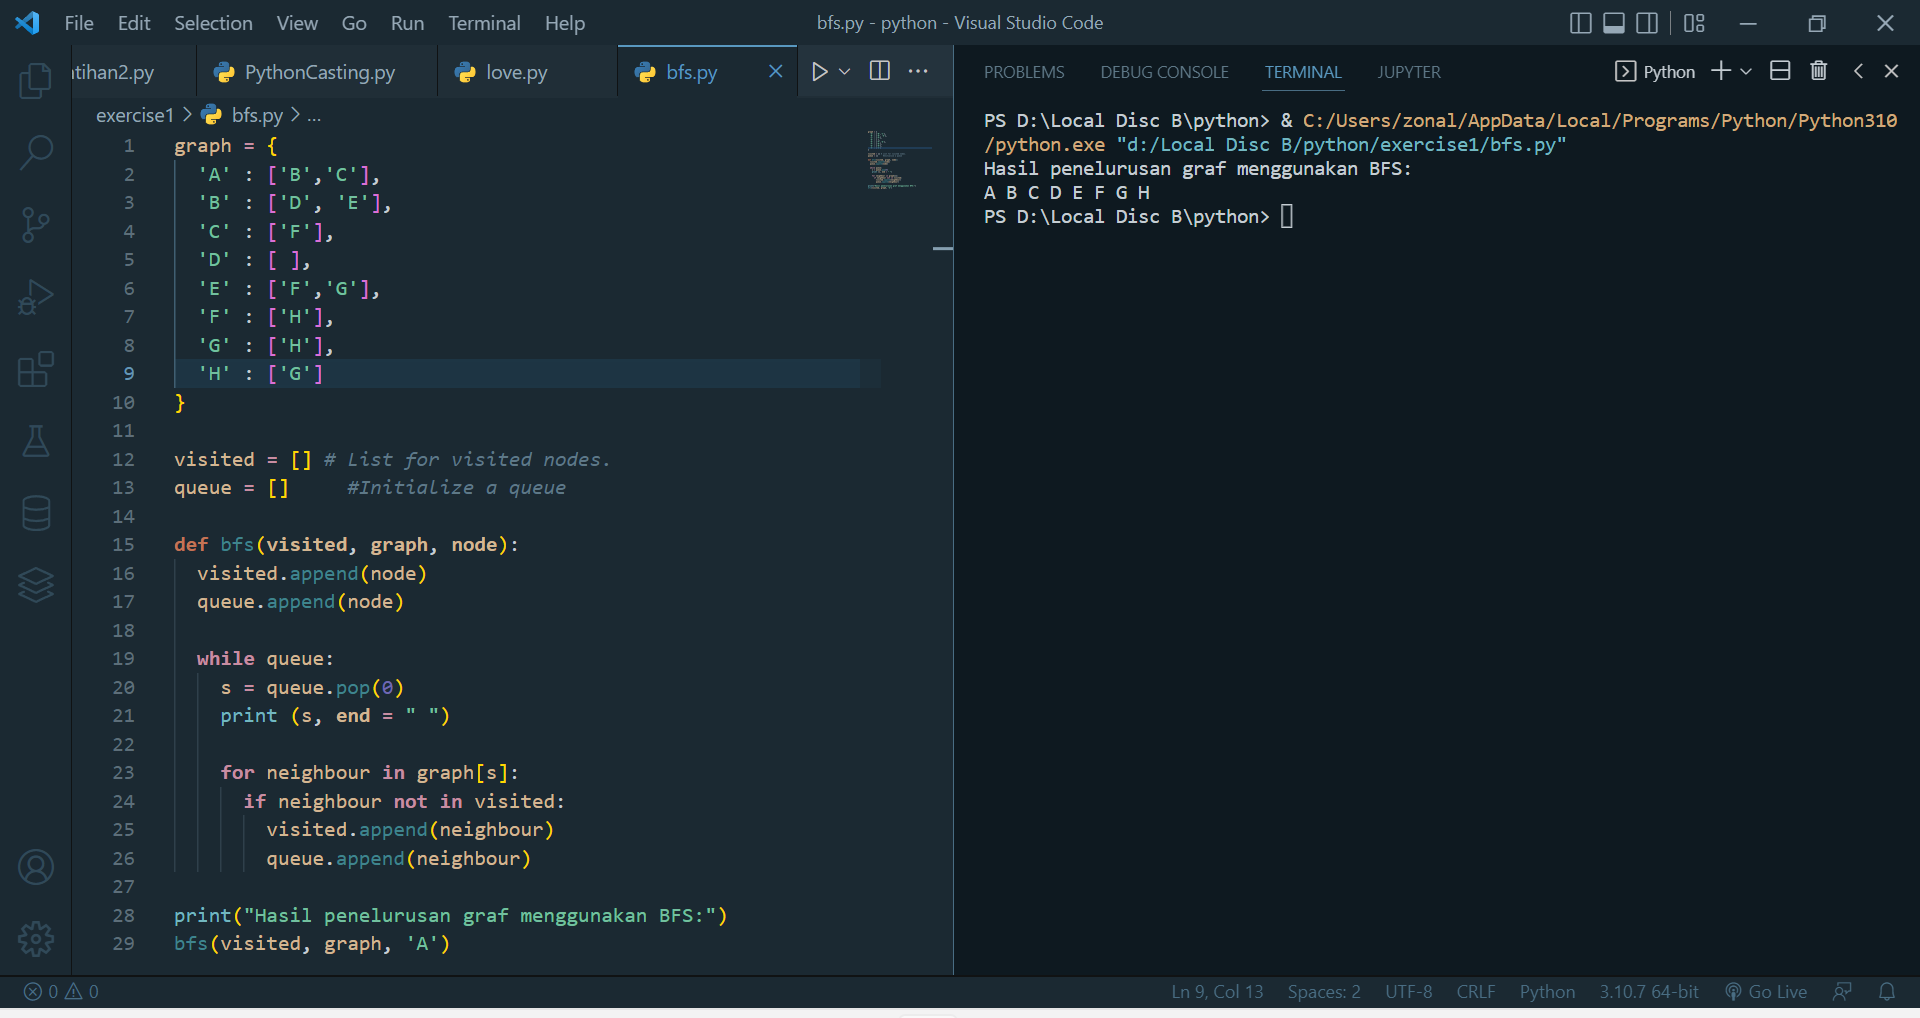 File Edit Selection View Go Run Terminal Help
bfs.py - python - Visual Studio Code
atihan2.py PythonCasting.py love.py bfs.py
exercise1 > bfs.py > ...
1 graph = {
2 'A' : ['B','C'],
3 'B' : ['D', 'E'],
4 'C' : ['F'],
5 'D' : [ ],
6 'E' : ['F','G'],
7 'F' : ['H'],
8 'G' : ['H'],
9 'H' : ['G']
10 }
11
12 visited = [] # List for visited nodes.
13 queue = []     #Initialize a queue
14
15 def bfs(visited, graph, node):
16 visited.append(node)
17 queue.append(node)
18
19 while queue:
20 s = queue.pop(0)
21 print (s, end = " ")
22
23 for neighbour in graph[s]:
24 if neighbour not in visited:
25 visited.append(neighbour)
26 queue.append(neighbour)
27
28 print("Hasil penelurusan graf menggunakan BFS:")
29 bfs(visited, graph, 'A')
PROBLEMS DEBUG CONSOLE TERMINAL JUPYTER Python
PS D:\Local Disc B\python> & C:/Users/zonal/AppData/Local/Programs/Python/Python310
/python.exe "d:/Local Disc B/python/exercise1/bfs.py"
Hasil penelurusan graf menggunakan BFS:
A B C D E F G H
PS D:\Local Disc B\python>
0 0 Ln 9, Col 13 Spaces: 2 UTF-8 CRLF Python 3.10.7 64-bit Go Live